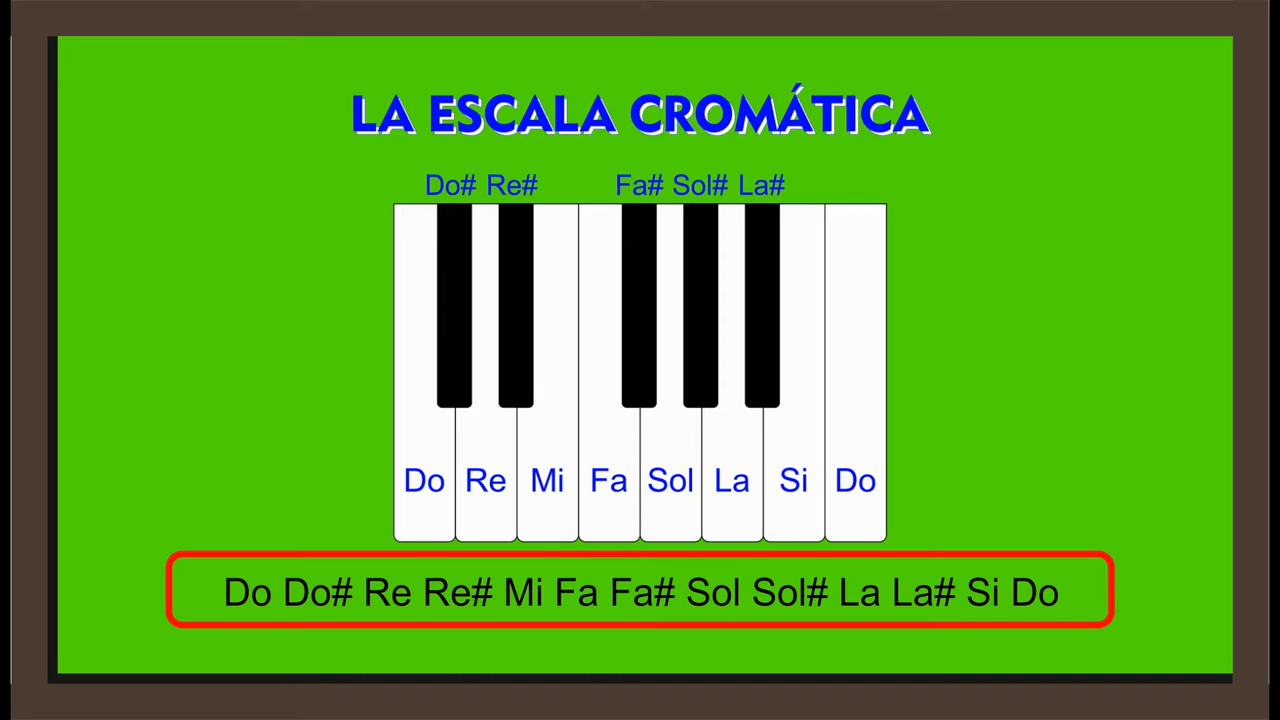 LA ESCALA CROMÁTICA
Do# Re# Fa# Sol# La#
Do Re Mi Fa Sol La Si Do
Do Do# Re Re# Mi Fa Fa# Sol Sol# La La# Si Do